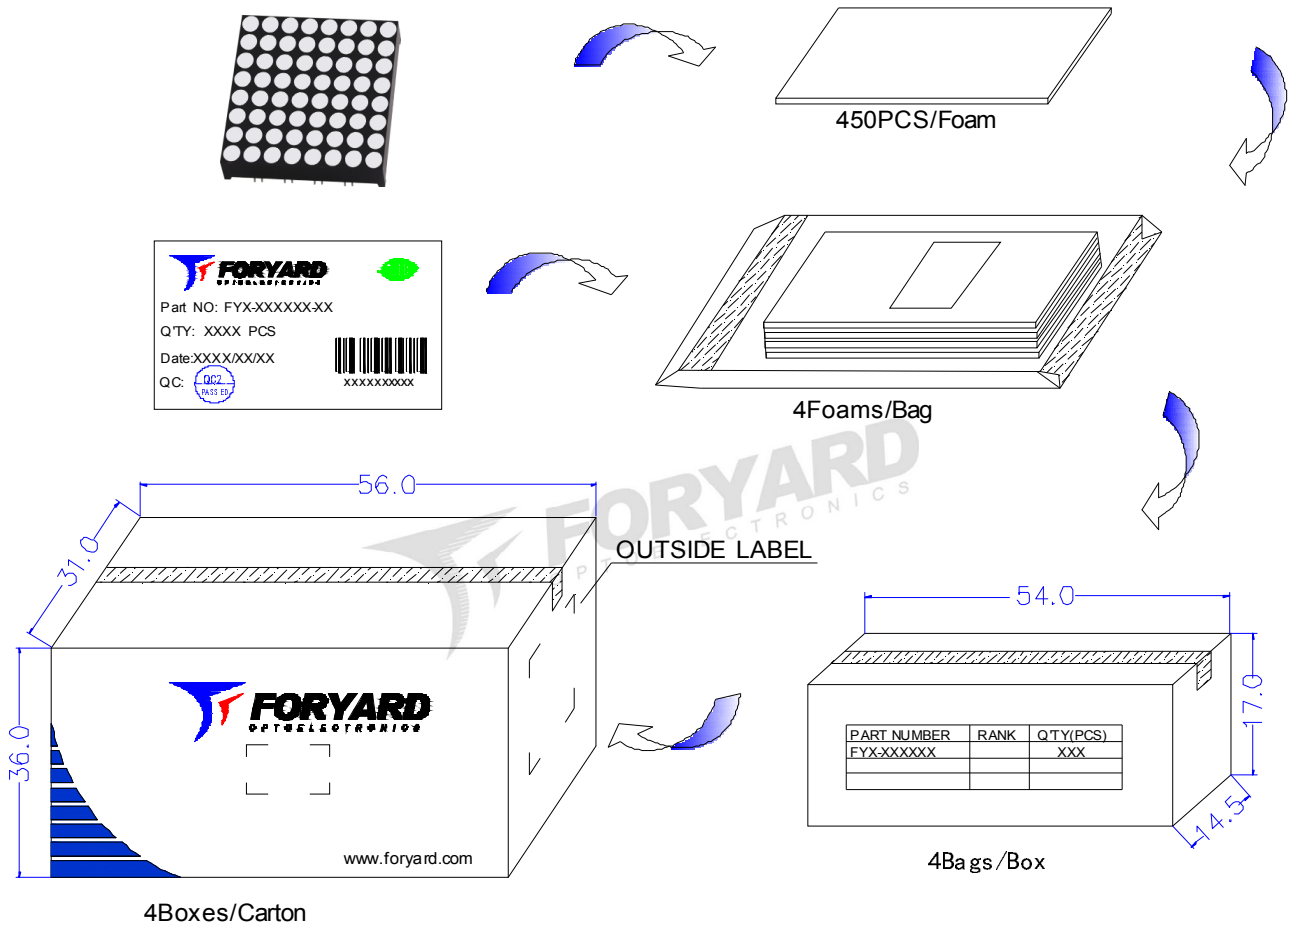 450PCS/Foam
FORYARD
OPTOELECTRONICS
Part NO: FYX-XXXXXX-XX
Q'TY: XXXX PCS
Date:XXXX/XX/XX
QC: QC2
PASS ED
XXXXXXXXXX
4Foams/Bag
FORYARD
OPTOELECTRONICS
56.0
31.0
36.0
OUTSIDE LABEL
FORYARD
OPTOELECTRONICS
www.foryard.com
4Boxes/Carton
54.0
17.0
14.5
PART NUMBER RANK Q'TY(PCS)
FYX-XXXXXX XXX
4Bags/Box